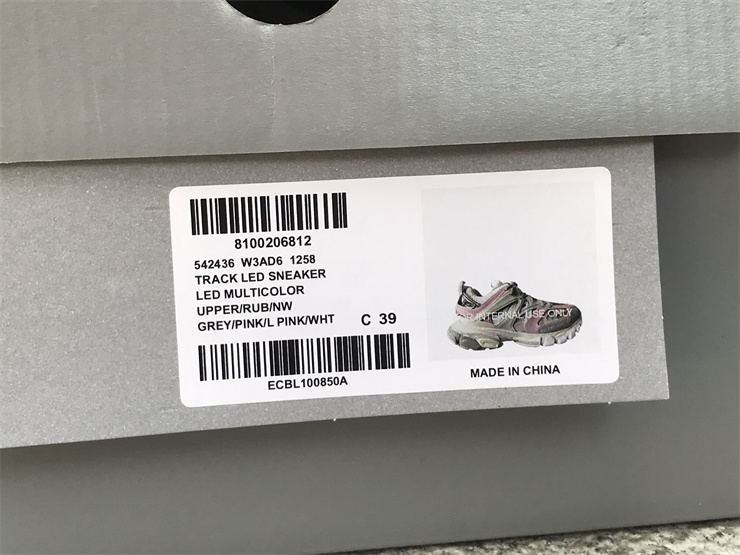 8100206812
542436 W3AD6 1258
TRACK LED SNEAKER
LED MULTICOLOR
UPPER/RUB/NW
GREY/PINK/L PINK/WHT C 39
ECBL100850A
OR INTERNAL USE ONLY
MADE IN CHINA